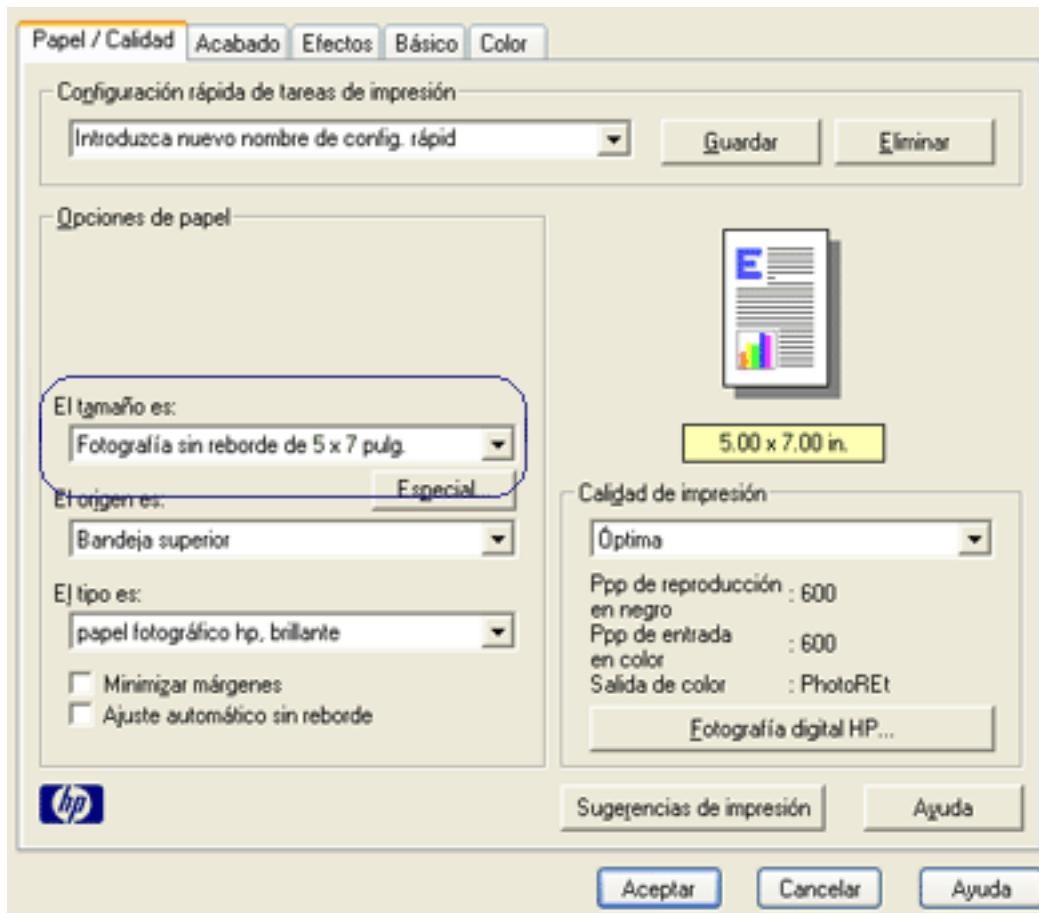 Papel / Calidad
Acabado
Efectos
Básico
Color
Configuración rápida de tareas de impresión
Introduzca nuevo nombre de config. rápid
Guardar
Eliminar
Opciones de papel
E
El tamaño es:
Fotografía sin reborde de 5 x 7 pulg.
Especial...
5.00 x 7.00 in.
El origen es:
Bandeja superior
El tipo es:
papel fotográfico hp, brillante
Minimizar márgenes
Ajuste automático sin reborde
Calidad de impresión
Óptima
Ppp de reproducción
en negro
: 600
Ppp de entrada
en color
: 600
Salida de color : PhotoREt
Fotografía digital HP...
hp
Sugerencias de impresión
Ayuda
Aceptar
Cancelar
Ayuda